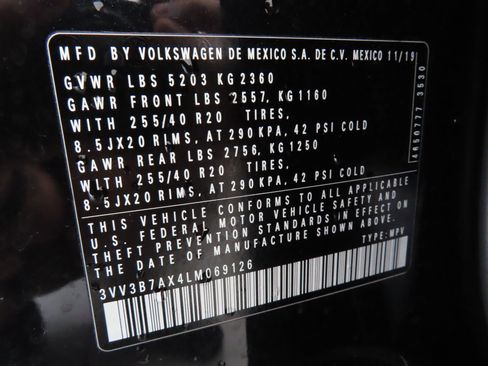 MFD BY VOLKSWAGEN DE MEXICO S.A. DE C.V. MEXICO 11/19
GVWR LBS 5203 KG 2360
GAWR FRONT LBS 2557, KG 1160
WITH 255/40 R20 TIRES,
8.5JX20 RIMS, AT 290KPA, 42 PSI COLD
GAWR REAR LBS 2756, KG 1250
WITH 255/40 R20 TIRES,
8.5JX20 RIMS, AT 290KPA, 42 PSI COLD
THIS VEHICLE CONFORMS TO ALL APPLICABLE
U.S. FEDERAL MOTOR VEHICLE SAFETY AND
THEFT PREVENTION STANDARDS IN EFFECT ON
THE DATE OF MANUFACTURE SHOWN ABOVE.
3VV3B7AX4LM069126
TYPE: MPV
4650777 3530